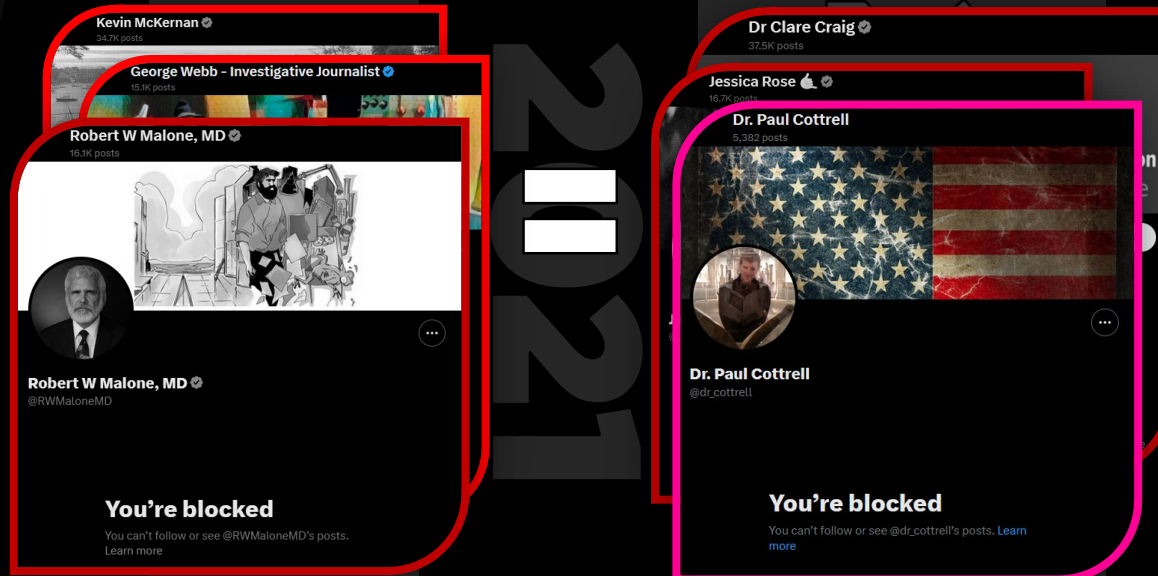 Kevin McKernan
34.7K posts
George Webb - Investigative Journalist
15.1K posts
Robert W Malone, MD
16.1K posts
Robert W Malone, MD
@RWMaloneMD
You're blocked
You can't follow or see @RWMaloneMD's posts.
Learn more
2021
Dr Clare Craig
37.5K posts
Jessica Rose 🤙
16.7K posts
Dr. Paul Cottrell
5,382 posts
Dr. Paul Cottrell
@dr_cottrell
You're blocked
You can't follow or see @dr_cottrell's posts. Learn
more